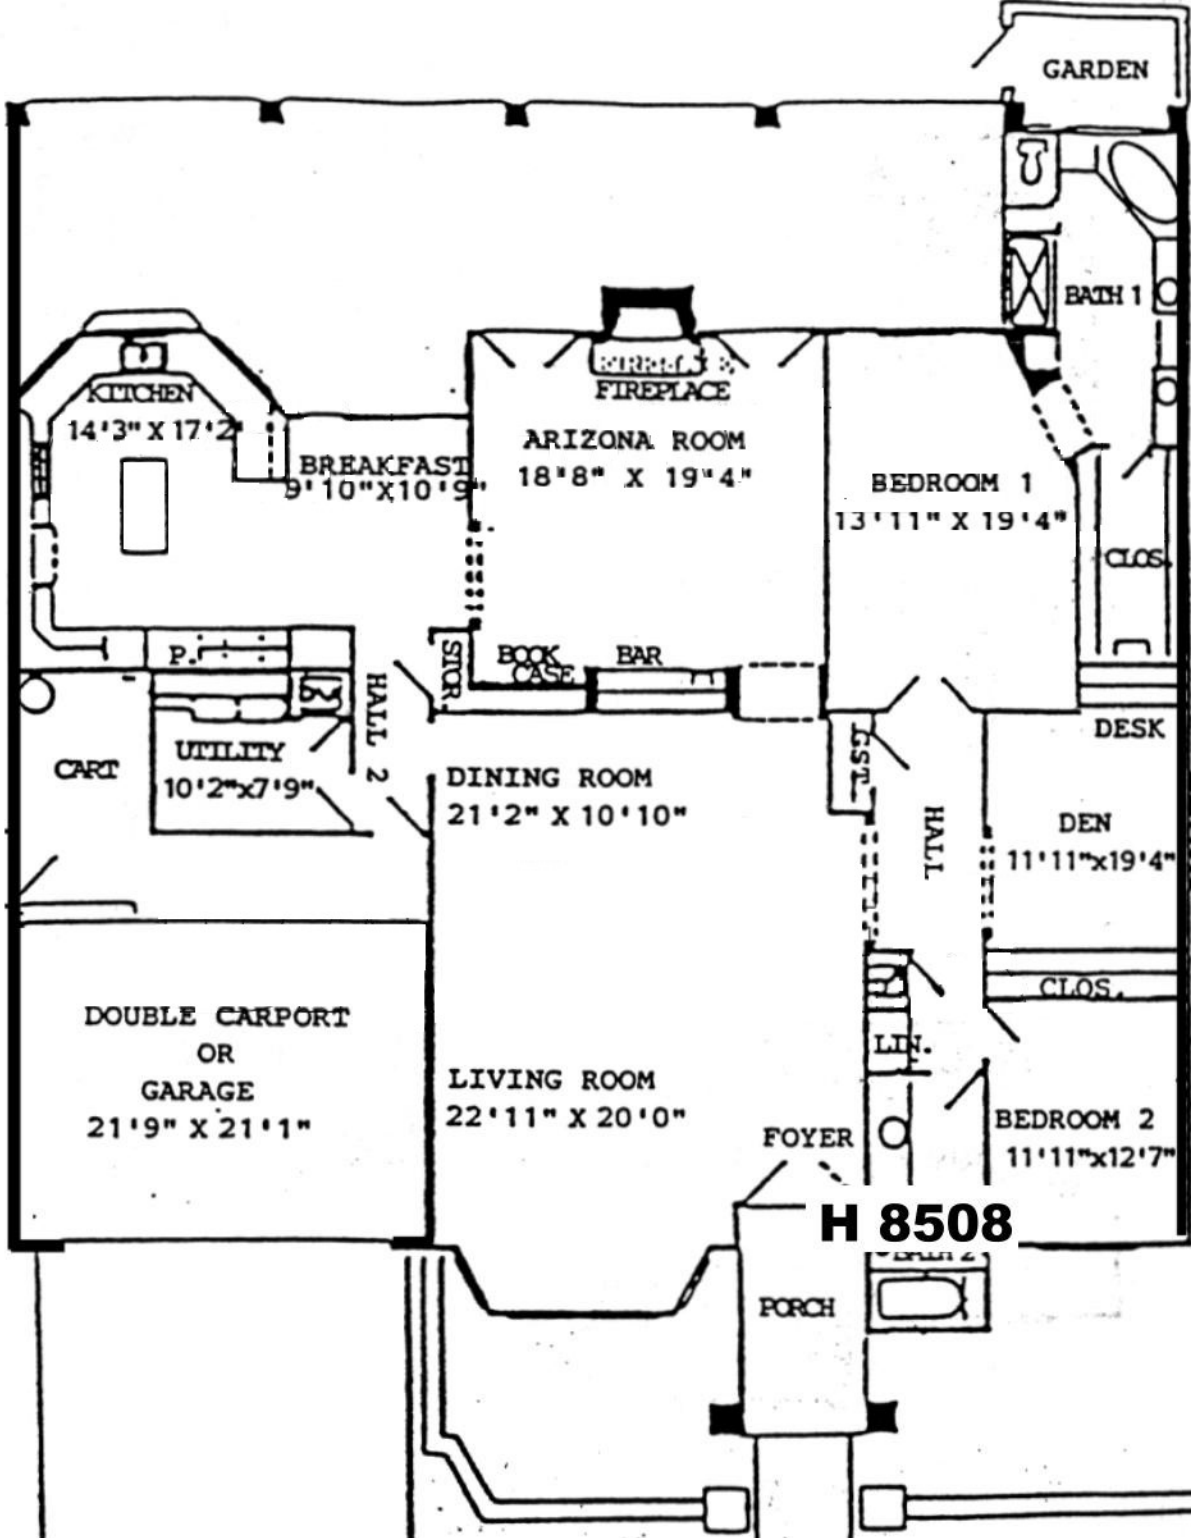 GARDEN
BATH 1
KITCHEN
14'3" X 17'2"
BREAKFAST
9'10"X10'9"
FIREPLACE
ARIZONA ROOM
18'8" X 19'4"
BEDROOM 1
13'11" X 19'4"
CLOS.
P.
STOR.
BOOK
CASE
BAR
HALL 2
UTILITY
10'2"x7'9"
CART
DINING ROOM
21'2" X 10'10"
HALL
DESK
DEN
11'11"x19'4"
CLOS.
LIN.
DOUBLE CARPORT
OR
GARAGE
21'9" X 21'1"
LIVING ROOM
22'11" X 20'0"
FOYER
BEDROOM 2
11'11"x12'7"
H 8508
PORCH